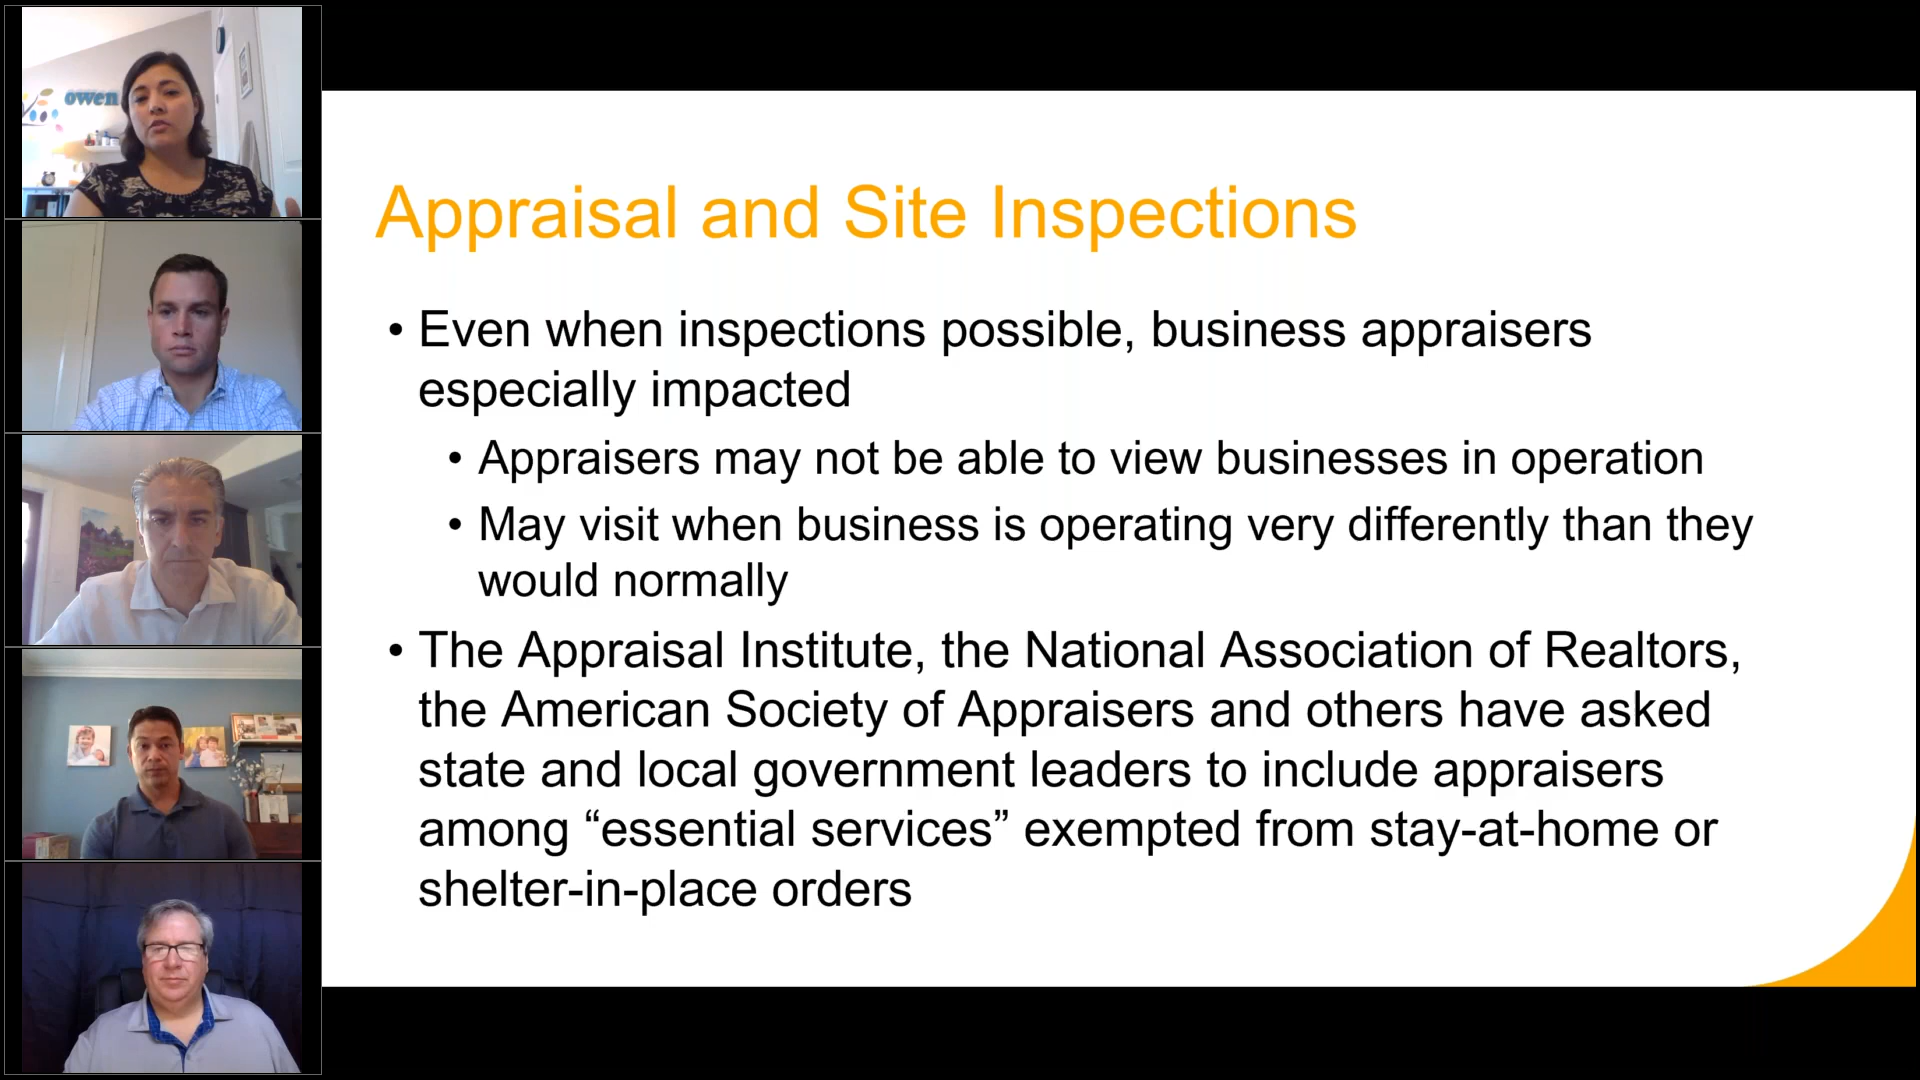 owen
Appraisal and Site Inspections
• Even when inspections possible, business appraisers
especially impacted
• Appraisers may not be able to view businesses in operation
• May visit when business is operating very differently than they
would normally
• The Appraisal Institute, the National Association of Realtors,
the American Society of Appraisers and others have asked
state and local government leaders to include appraisers
among “essential services” exempted from stay-at-home or
shelter-in-place orders